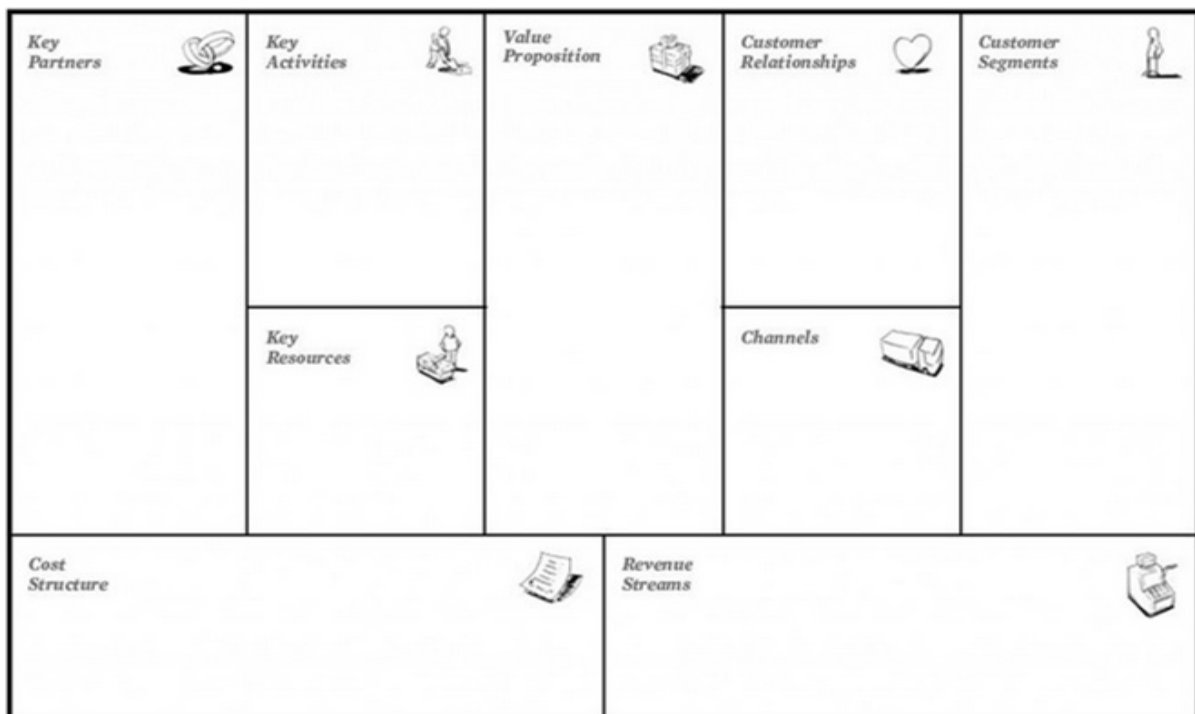 Key
Partners
Key
Activities
Value
Proposition
Customer
Relationships
Customer
Segments
Key
Resources
Channels
Cost
Structure
Revenue
Streams